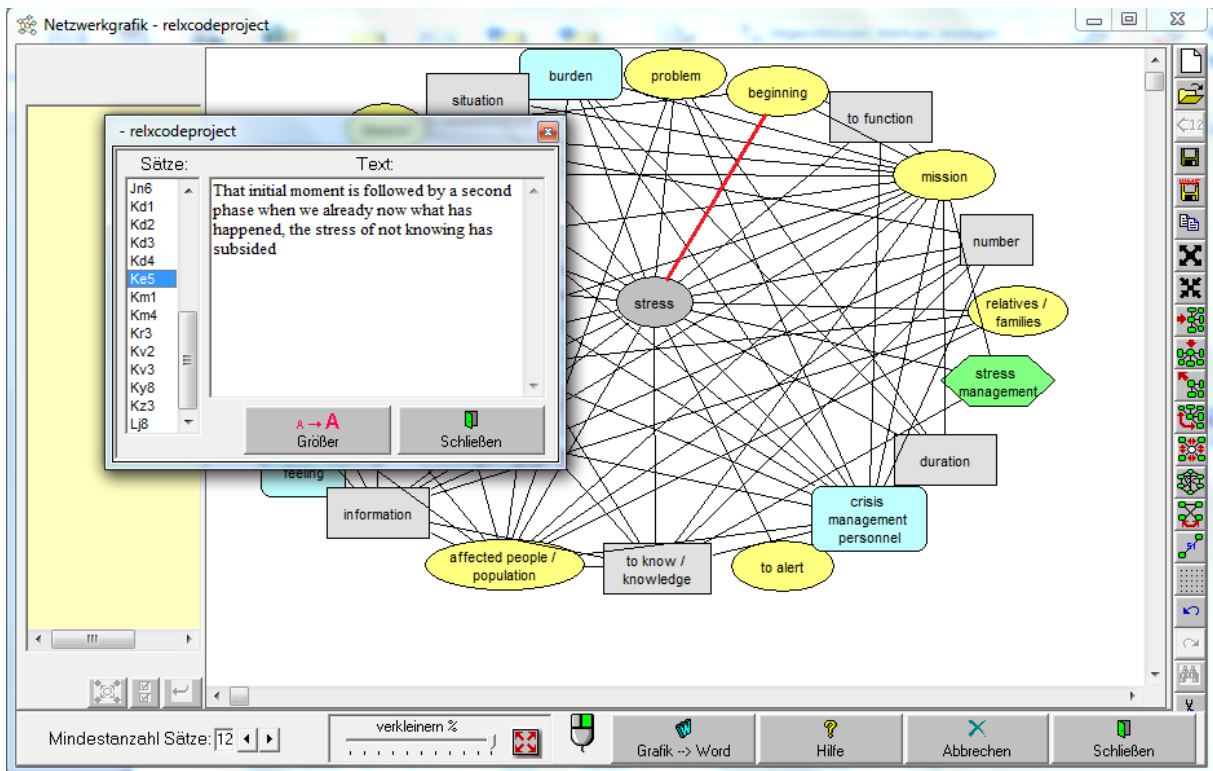 Netzwerkgrafik - relxcodeproject
- relxcodeproject
Sätze:
Text:
Jn6
Kd1
Kd2
Kd3
Kd4
Ke5
Km1
Km4
Kr3
Kv2
Kv3
Ky8
Kz3
Lj8
That initial moment is followed by a second
phase when we already now what has
happened, the stress of not knowing has
subsided
A → A
Größer
Schließen
burden
problem
beginning
situation
to function
mission
number
stress
relatives /
families
stress
management
duration
feeling
information
crisis
management
personnel
affected people /
population
to know /
knowledge
to alert
12
51
Mindestanzahl Sätze:
12
verkleinern %
Grafik --> Word
Hilfe
Abbrechen
Schließen